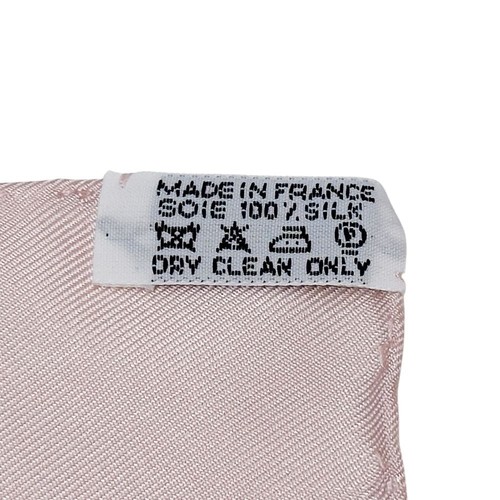 MADE IN FRANCE
SOIE 100% SILK
DRY CLEAN ONLY